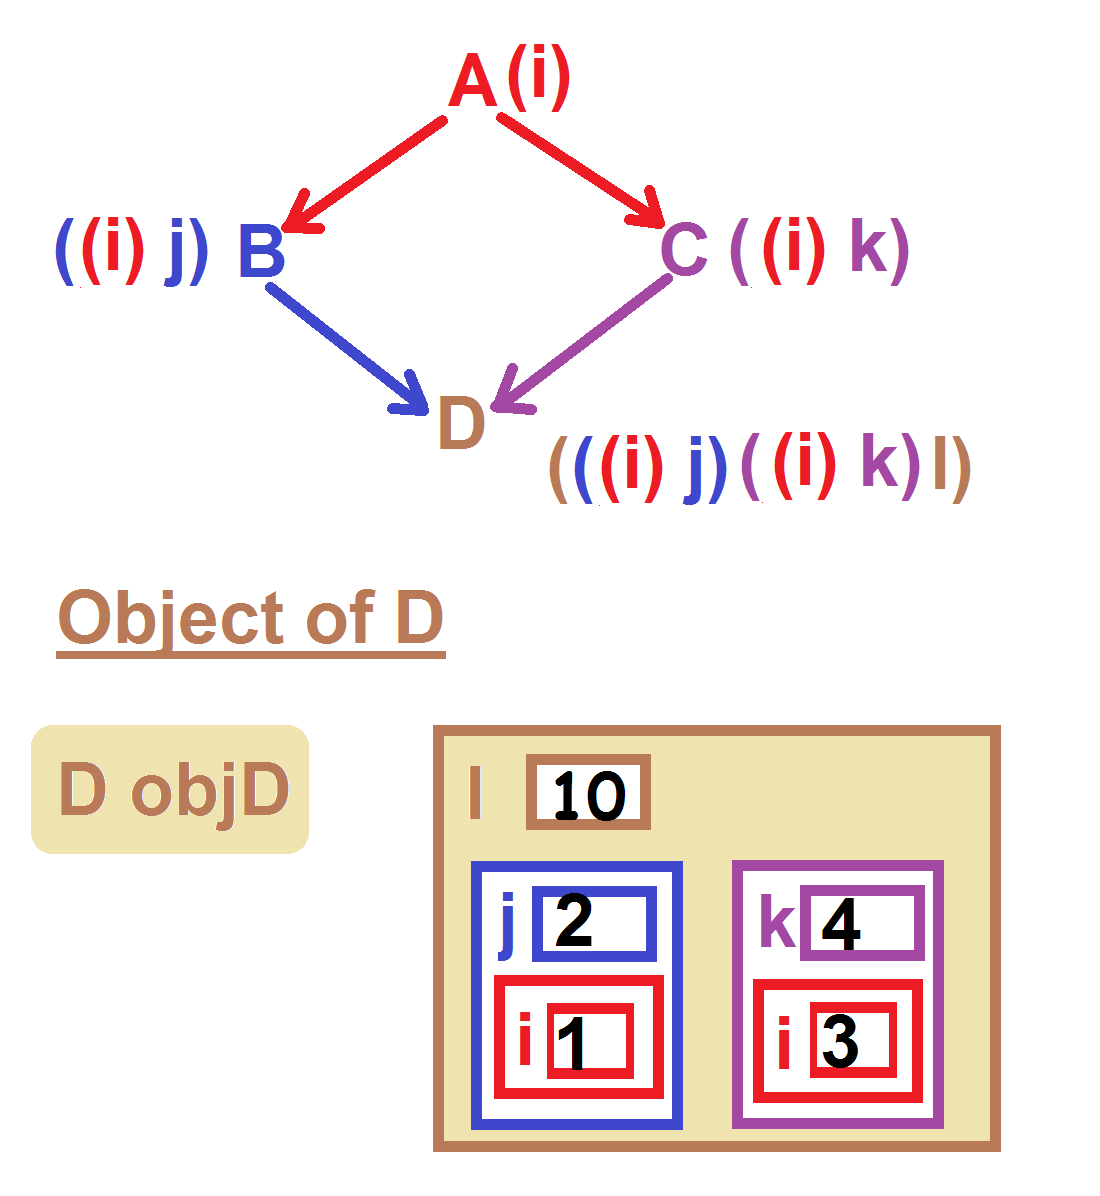 A (i)
((i) j) B C ( (i) k)
D (((i) j) ( (i) k) l)
Object of D
D objD
l 10
j 2 k 4
i 1 i 3